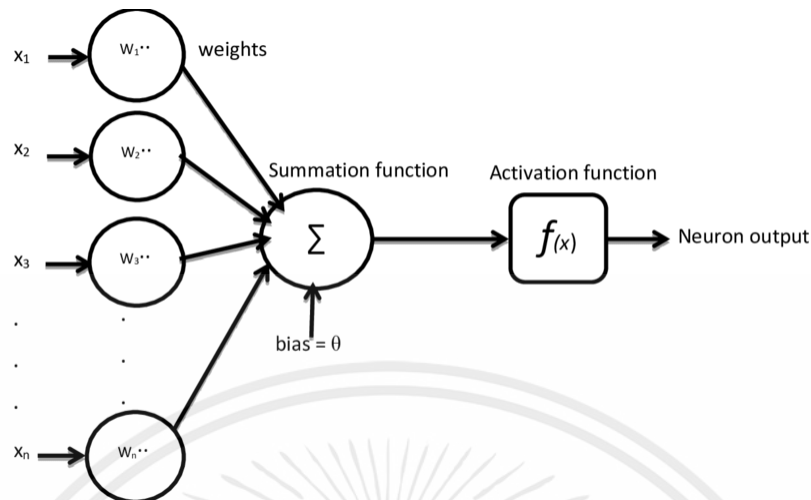 x₁
W₁··
weights
x₂
W₂··
Summation function
Activation function
x₃
W₃··
Σ
f(x)
Neuron output
bias = θ
.
.
.
.
.
.
xₙ
Wₙ··